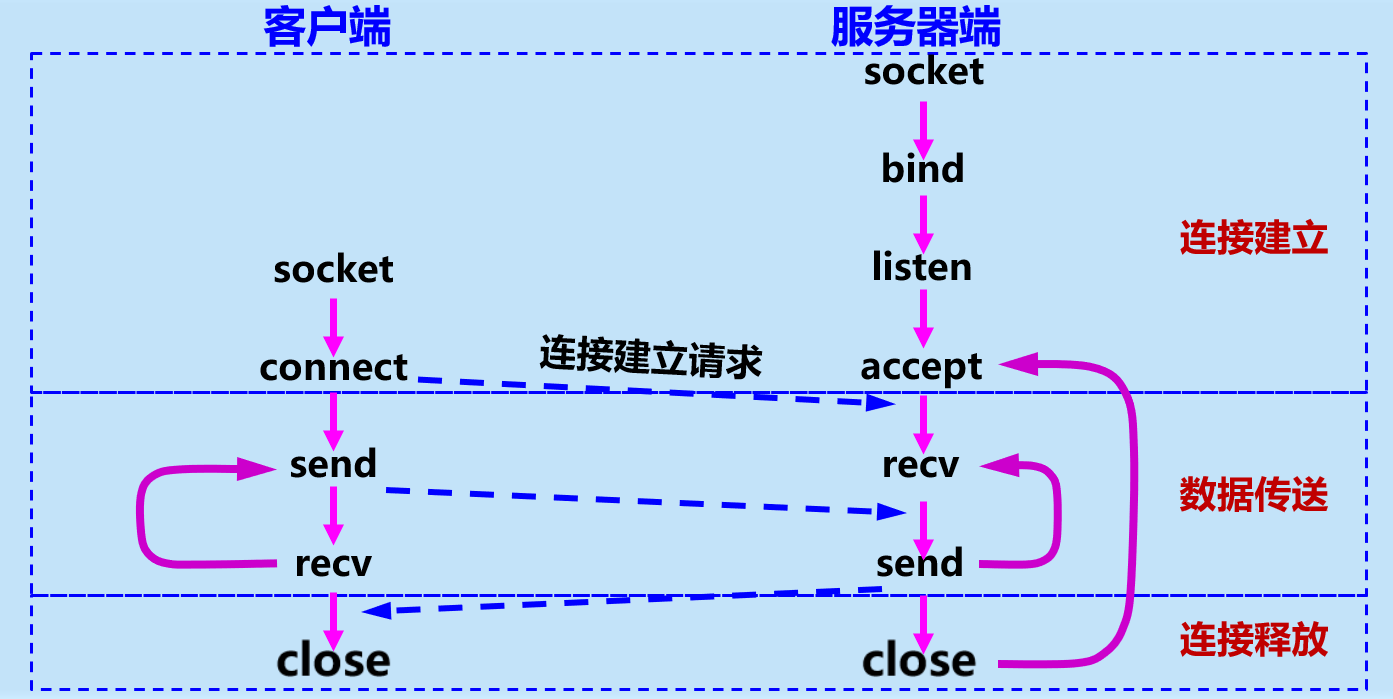 客户端
服务器端
socket
bind
连接建立
listen
socket
连接建立请求
connect
accept
send
recv
数据传送
recv
send
连接释放
close
close